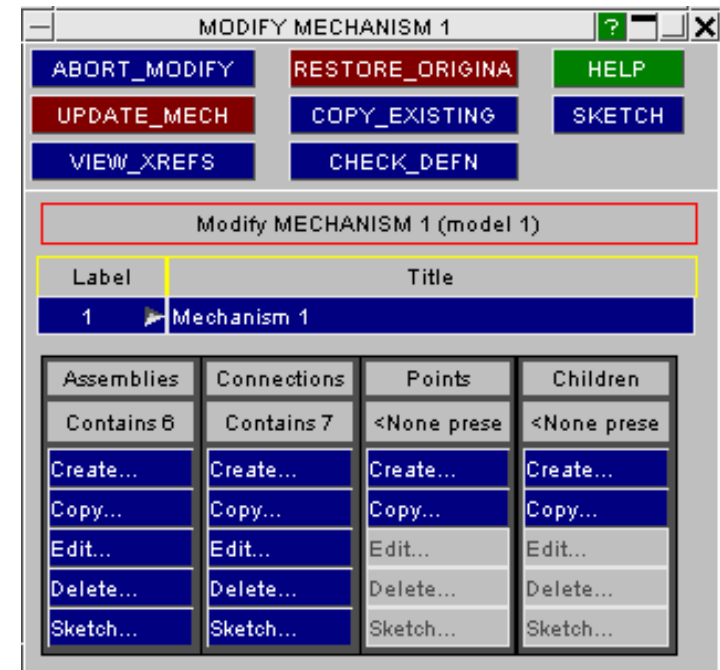 MODIFY MECHANISM 1 ?
ABORT_MODIFY RESTORE_ORIGINA HELP
UPDATE_MECH COPY_EXISTING SKETCH
VIEW_XREFS CHECK_DEFN
Modify MECHANISM 1 (model 1)
Label Title
1 Mechanism 1
Assemblies Connections Points Children
Contains 6 Contains 7 <None prese <None prese
Create... Create... Create... Create...
Copy... Copy... Copy... Copy...
Edit... Edit... Edit... Edit...
Delete... Delete... Delete... Delete...
Sketch... Sketch... Sketch... Sketch...